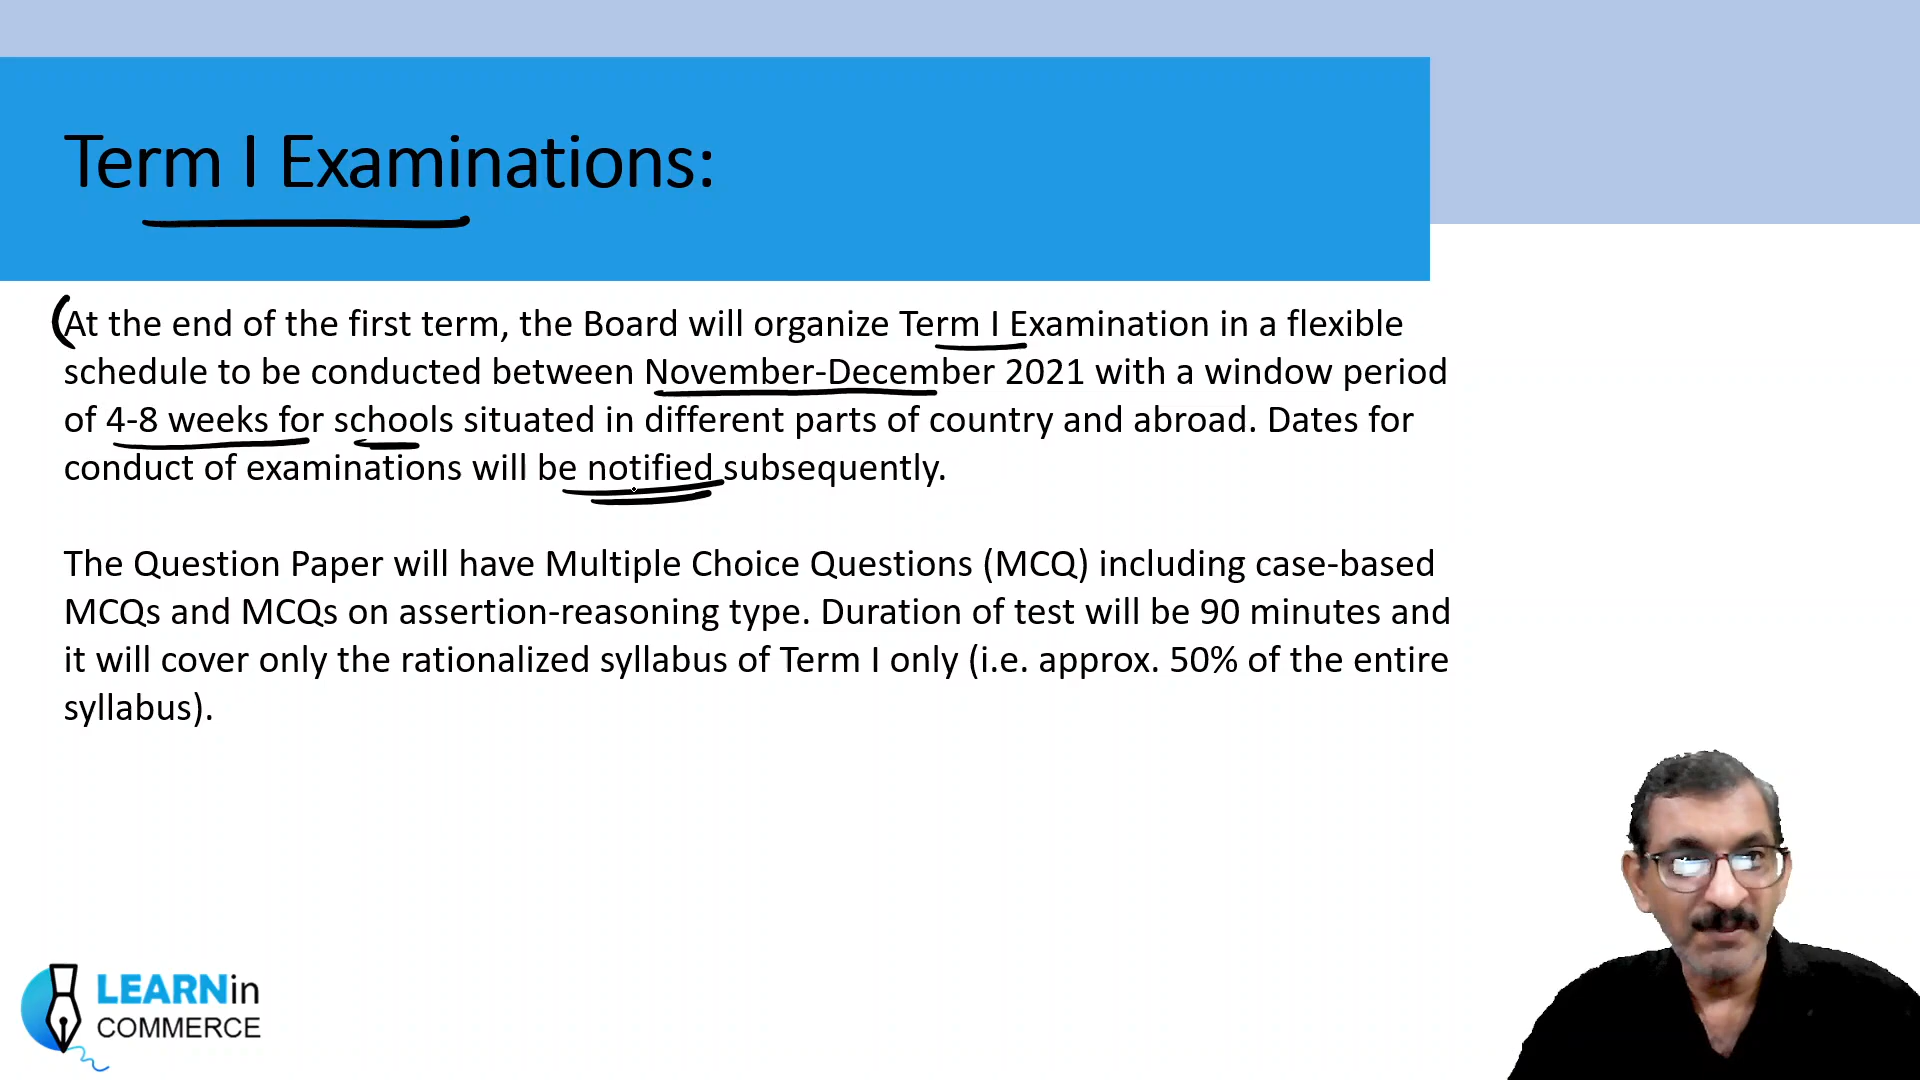 Term I Examinations:
At the end of the first term, the Board will organize Term I Examination in a flexible
schedule to be conducted between November-December 2021 with a window period
of 4-8 weeks for schools situated in different parts of country and abroad. Dates for
conduct of examinations will be notified subsequently.
The Question Paper will have Multiple Choice Questions (MCQ) including case-based
MCQs and MCQs on assertion-reasoning type. Duration of test will be 90 minutes and
it will cover only the rationalized syllabus of Term I only (i.e. approx. 50% of the entire
syllabus).
LEARNin
COMMERCE